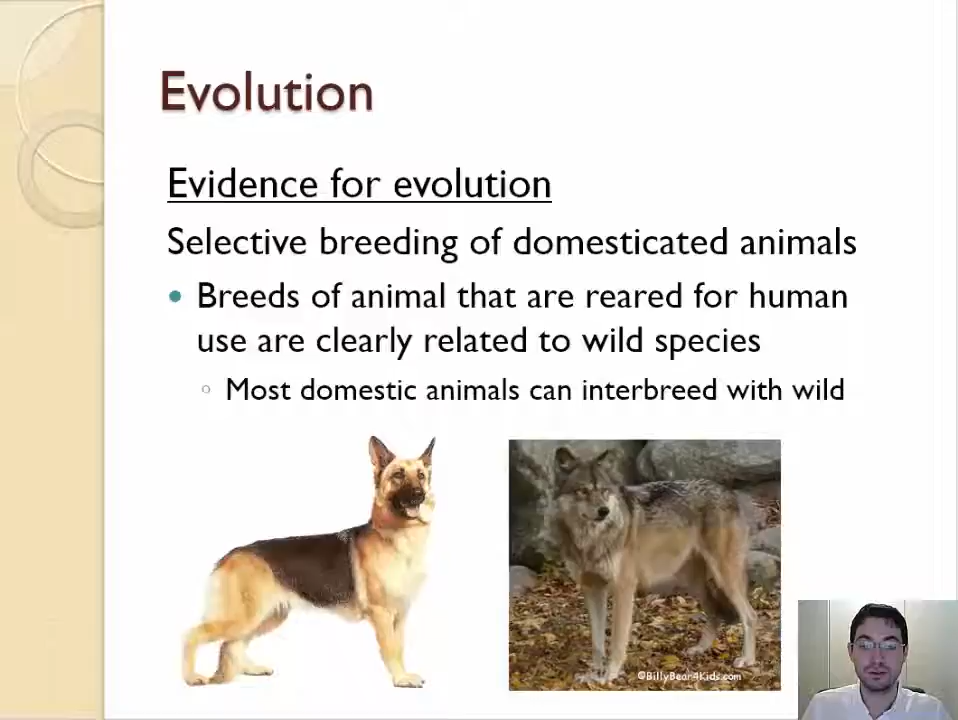 Evolution
Evidence for evolution
Selective breeding of domesticated animals
Breeds of animal that are reared for human
use are clearly related to wild species
Most domestic animals can interbreed with wild
©BillyBear4Kids.com